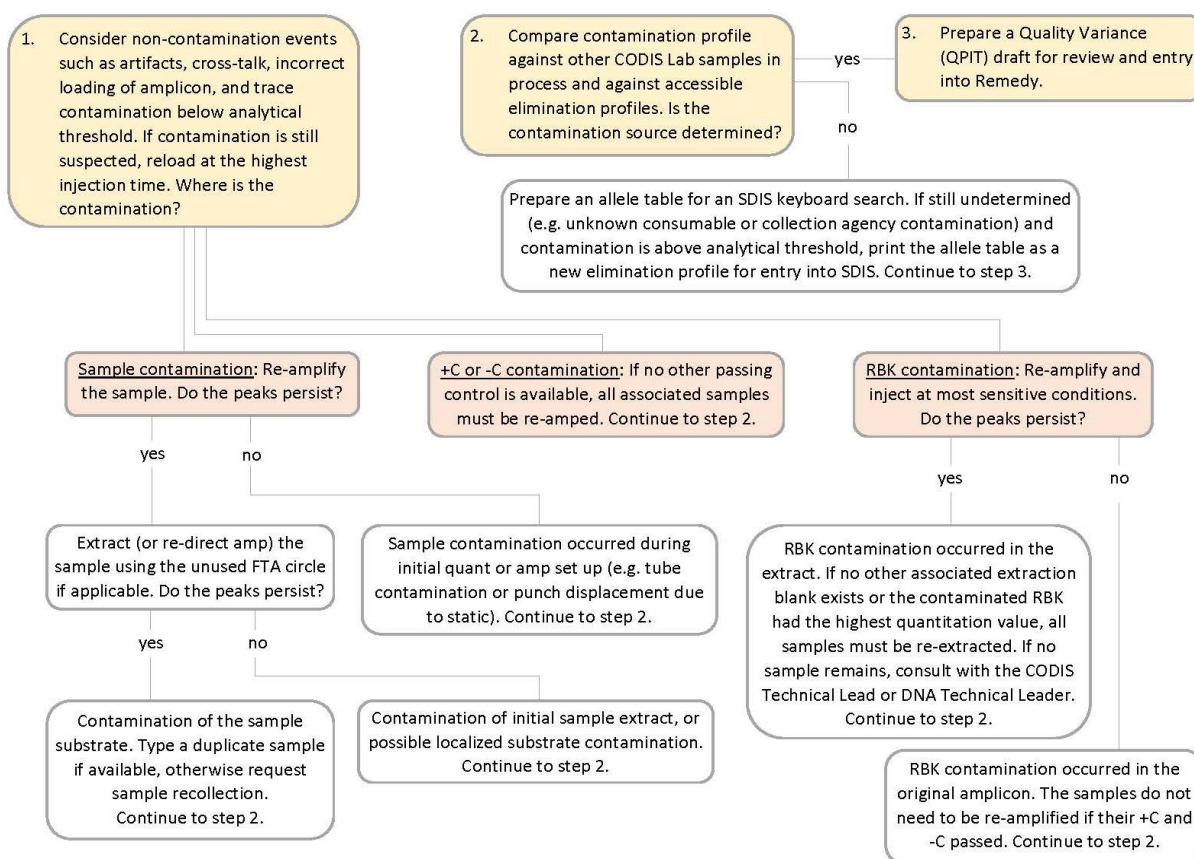 1. Consider non-contamination events
such as artifacts, cross-talk, incorrect
loading of amplicon, and trace
contamination below analytical
threshold. If contamination is still
suspected, reload at the highest
injection time. Where is the
contamination?
2. Compare contamination profile
against other CODIS Lab samples in
process and against accessible
elimination profiles. Is the
contamination source determined?
yes
3. Prepare a Quality Variance
(QPIT) draft for review and entry
into Remedy.
no
Prepare an allele table for an SDIS keyboard search. If still undetermined
(e.g. unknown consumable or collection agency contamination) and
contamination is above analytical threshold, print the allele table as a
new elimination profile for entry into SDIS. Continue to step 3.
Sample contamination: Re-amplify
the sample. Do the peaks persist?
+C or -C contamination: If no other passing
control is available, all associated samples
must be re-amped. Continue to step 2.
RBK contamination: Re-amplify and
inject at most sensitive conditions.
Do the peaks persist?
yes
no
yes
no
Extract (or re-direct amp) the
sample using the unused FTA circle
if applicable. Do the peaks persist?
Sample contamination occurred during
initial quant or amp set up (e.g. tube
contamination or punch displacement due
to static). Continue to step 2.
RBK contamination occurred in the
extract. If no other associated extraction
blank exists or the contaminated RBK
had the highest quantitation value, all
samples must be re-extracted. If no
sample remains, consult with the CODIS
Technical Lead or DNA Technical Leader.
Continue to step 2.
yes
no
Contamination of the sample
substrate. Type a duplicate sample
if available, otherwise request
sample recollection.
Continue to step 2.
Contamination of initial sample extract, or
possible localized substrate contamination.
Continue to step 2.
RBK contamination occurred in the
original amplicon. The samples do not
need to be re-amplified if their +C and
-C passed. Continue to step 2.